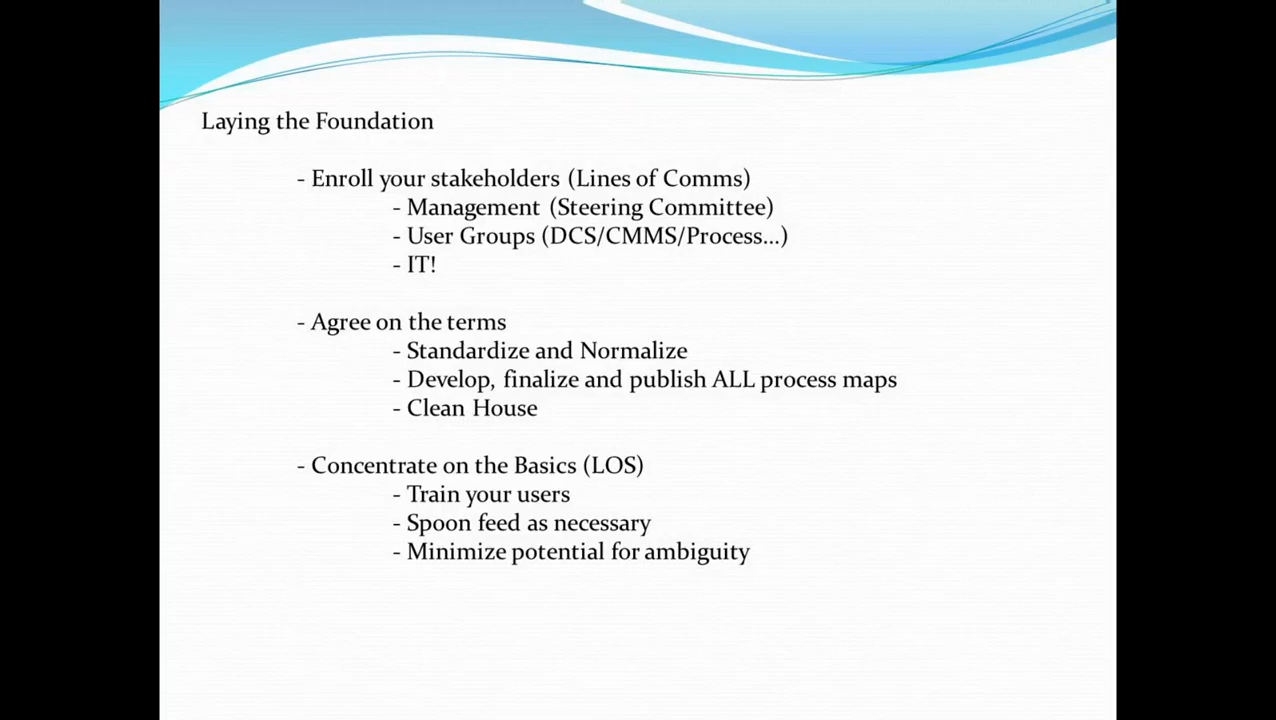 Laying the Foundation
- Enroll your stakeholders (Lines of Comms)
- Management (Steering Committee)
- User Groups (DCS/CMMS/Process...)
- IT!
- Agree on the terms
- Standardize and Normalize
- Develop, finalize and publish ALL process maps
- Clean House
- Concentrate on the Basics (LOS)
- Train your users
- Spoon feed as necessary
- Minimize potential for ambiguity